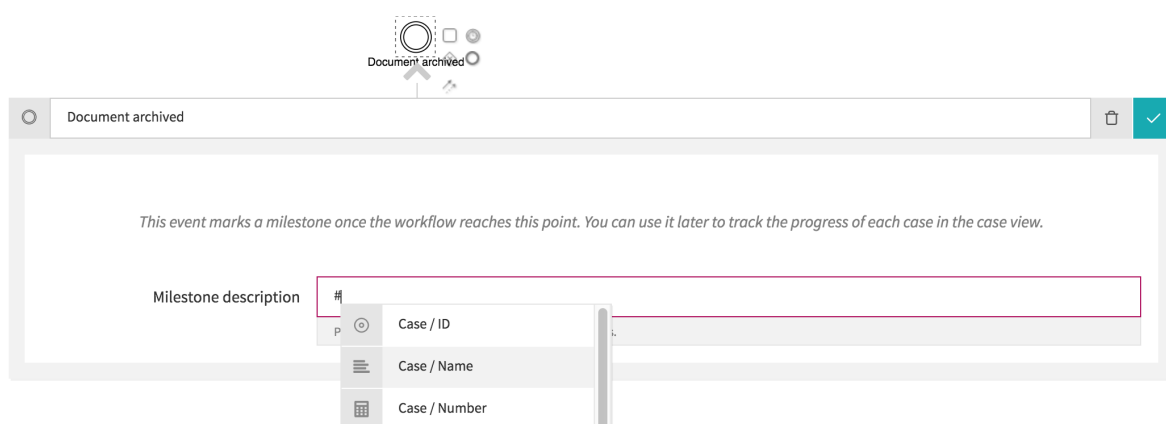 Document archived
Document archived
This event marks a milestone once the workflow reaches this point. You can use it later to track the progress of each case in the case view.
Milestone description
#
Case / ID
Case / Name
Case / Number